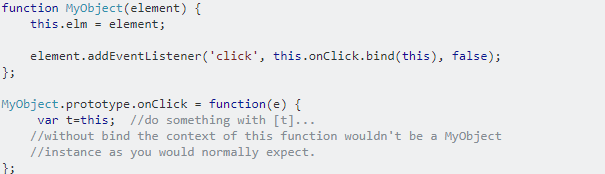 function MyObject(element) {
this.elm = element;
element.addEventListener('click', this.onClick.bind(this), false);
};
MyObject.prototype.onClick = function(e) {
var t=this;  //do something with [t]...
//without bind the context of this function wouldn't be a MyObject
//instance as you would normally expect.
};